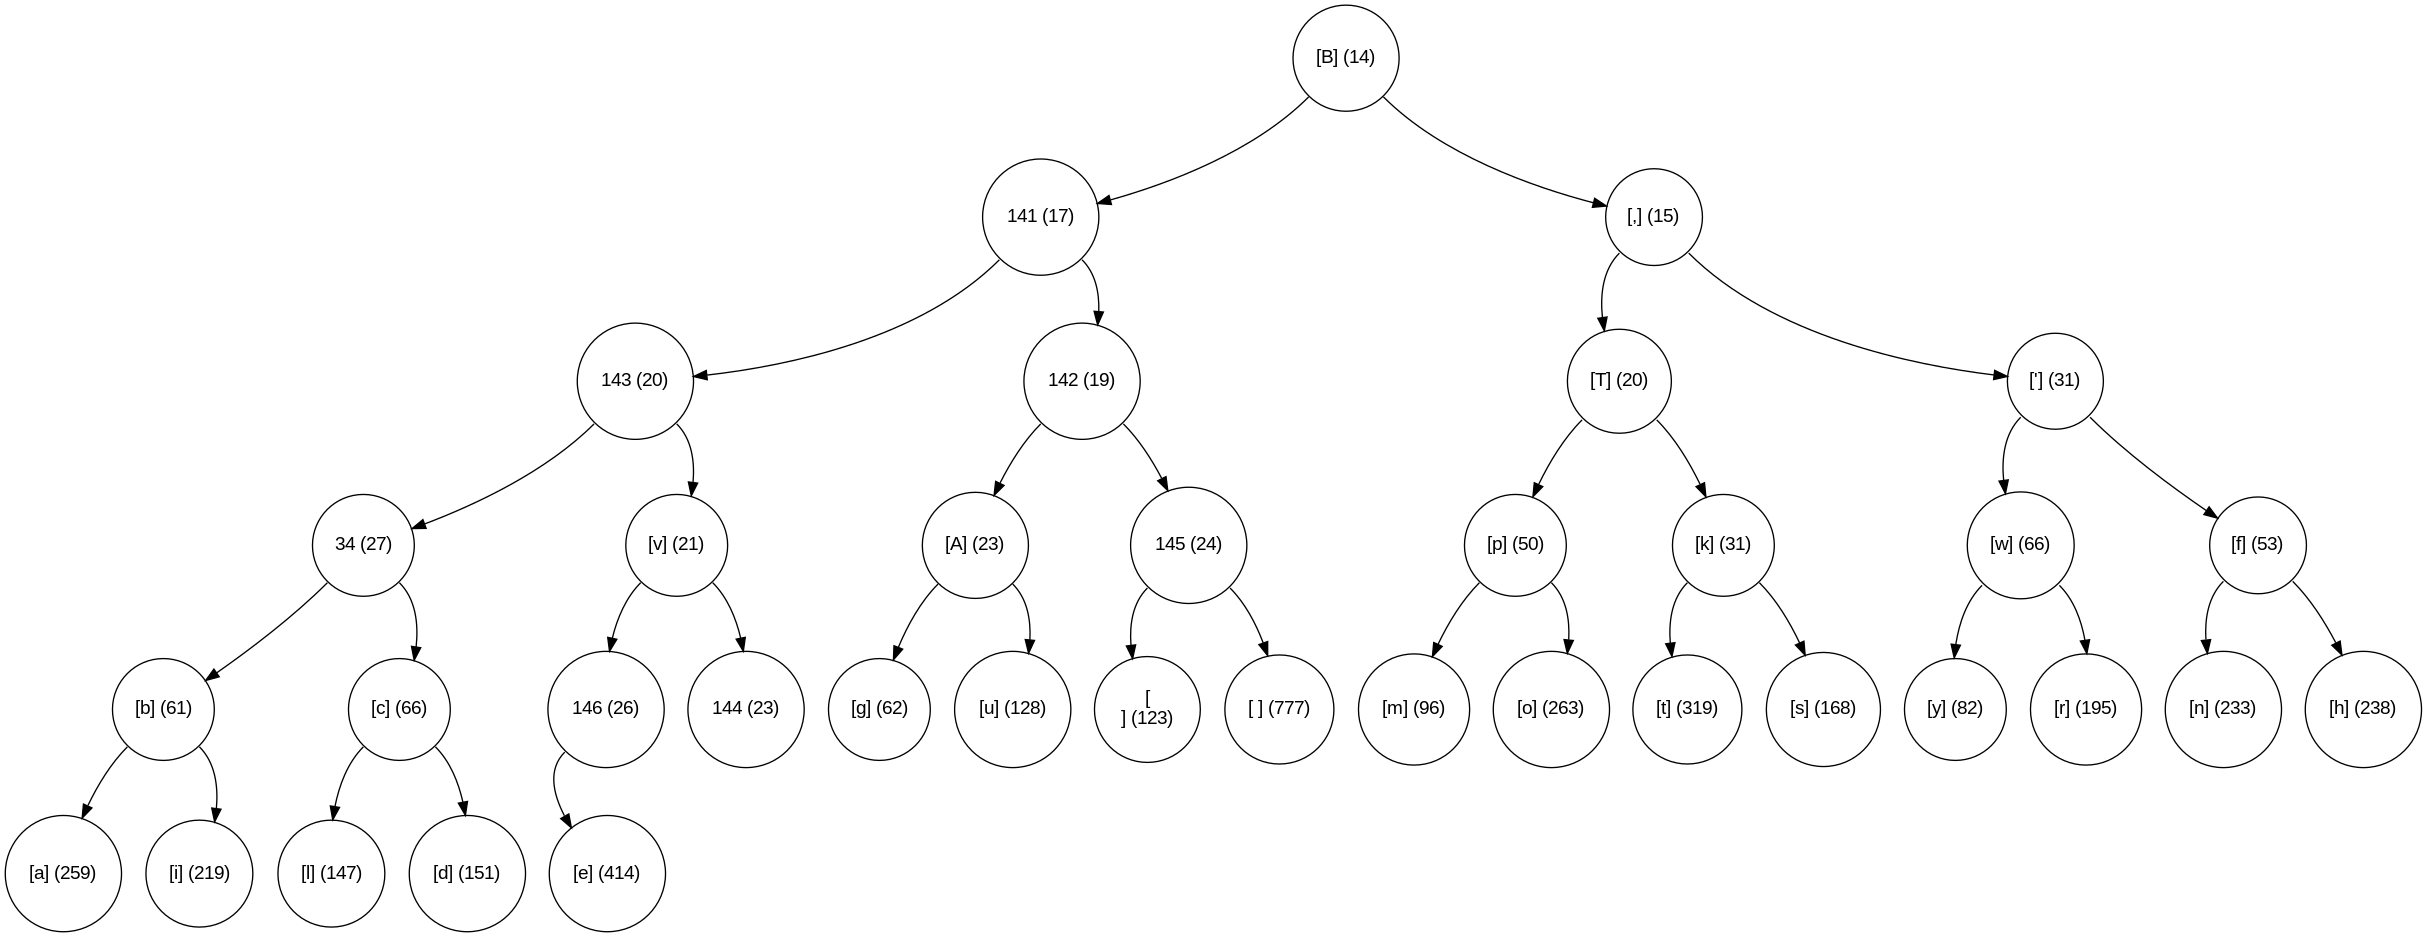 [B] (14)
141 (17)
[,] (15)
143 (20)
142 (19)
[T] (20)
['] (31)
34 (27)
[v] (21)
[A] (23)
145 (24)
[p] (50)
[k] (31)
[w] (66)
[f] (53)
[b] (61)
[c] (66)
146 (26)
144 (23)
[g] (62)
[u] (128)
[
] (123)
[ ] (777)
[m] (96)
[o] (263)
[t] (319)
[s] (168)
[y] (82)
[r] (195)
[n] (233)
[h] (238)
[a] (259)
[i] (219)
[l] (147)
[d] (151)
[e] (414)